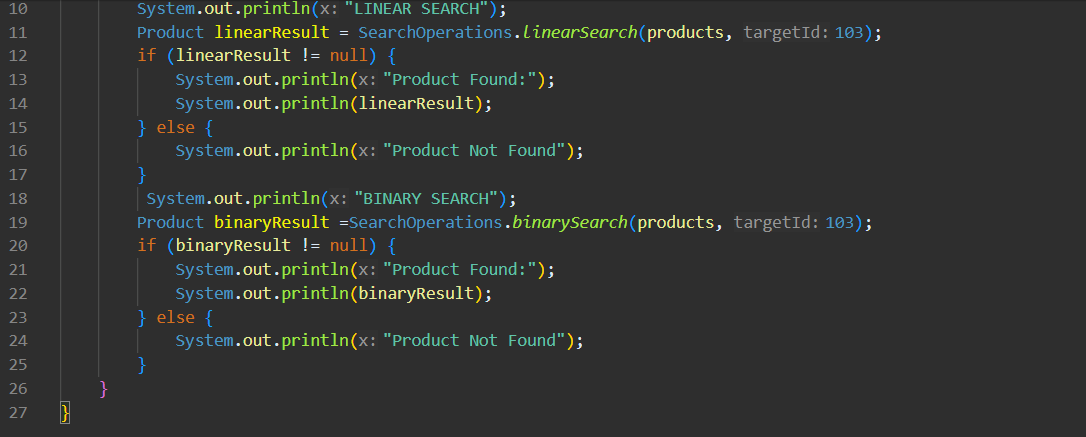 10 System.out.println(x: "LINEAR SEARCH");
11 Product linearResult = SearchOperations.linearSearch(products, targetId: 103);
12 if (linearResult != null) {
13 System.out.println(x: "Product Found:");
14 System.out.println(linearResult);
15 } else {
16 System.out.println(x: "Product Not Found");
17 }
18 System.out.println(x: "BINARY SEARCH");
19 Product binaryResult =SearchOperations.binarySearch(products, targetId: 103);
20 if (binaryResult != null) {
21 System.out.println(x: "Product Found:");
22 System.out.println(binaryResult);
23 } else {
24 System.out.println(x: "Product Not Found");
25 }
26 }
27 }